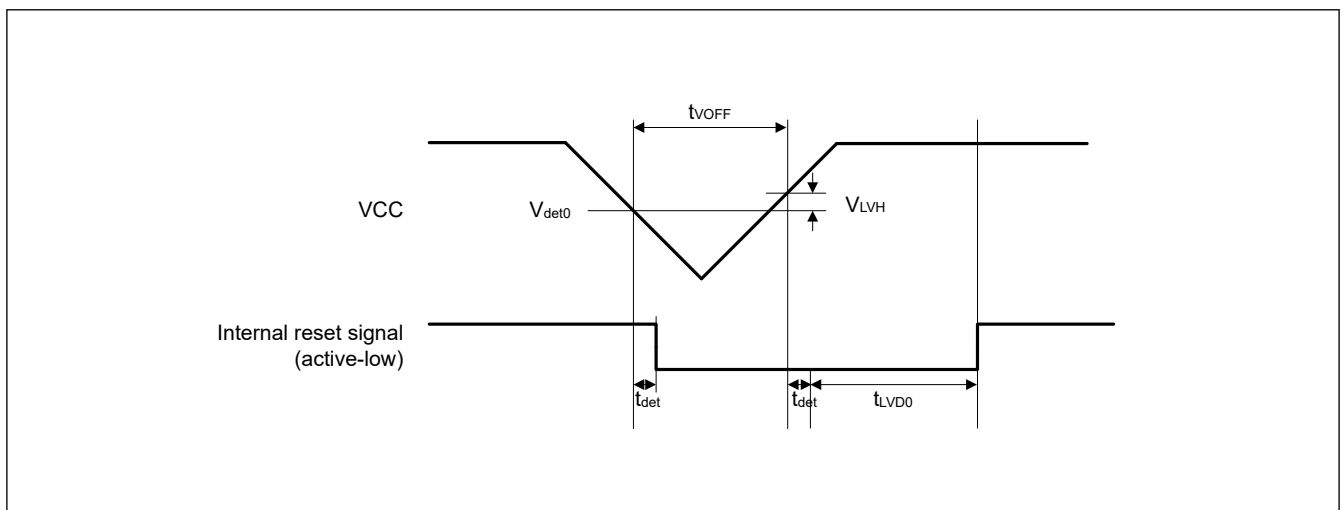 tVOFF
VCC
Vdet0
VLVH
Internal reset signal
(active-low)
tdet
tdet
tLVD0